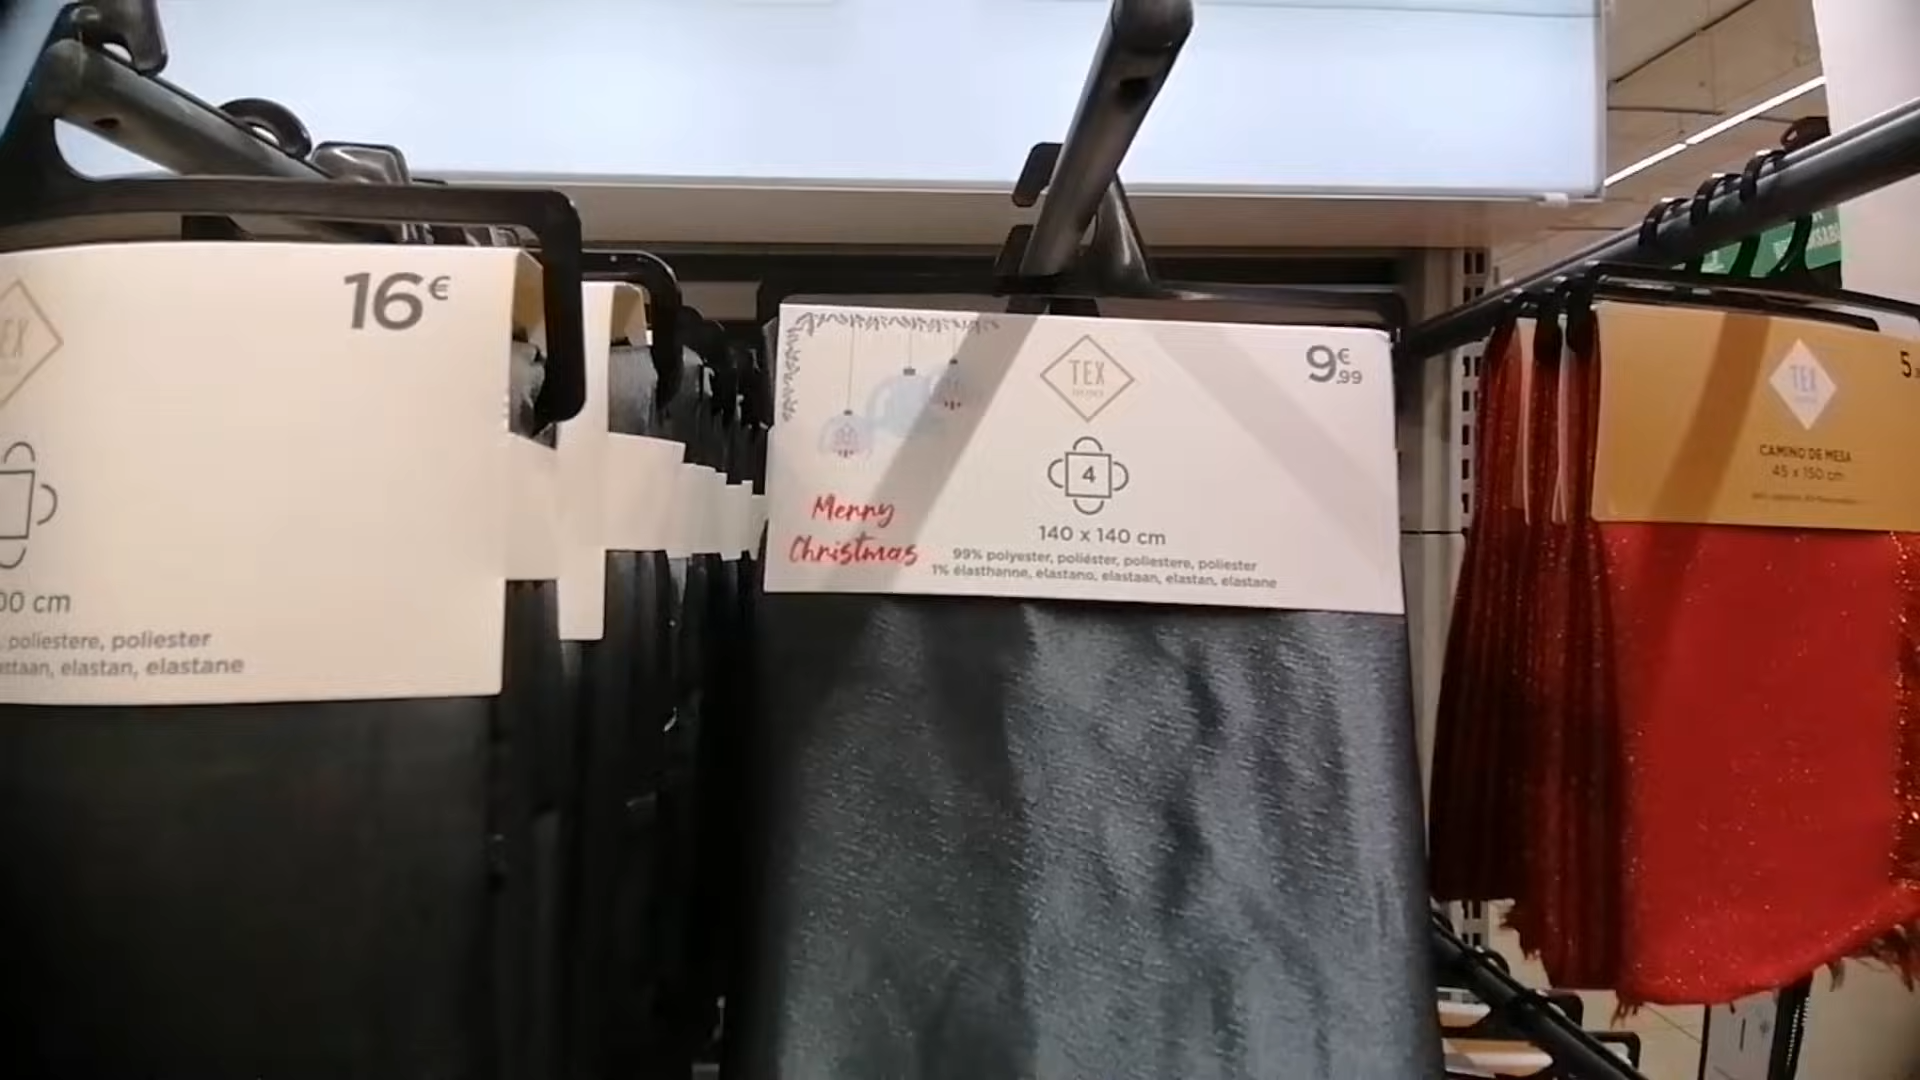 16€
00 cm
poliestere, poliester
elastan, elastane
TEX
9€
.99
4
140 x 140 cm
Merry
Christmas
99% polyester, poliéster, poliestere, poliester
1% élasthanne, elastano, elastaan, elastan, elastane
TEX
5
CAMINO DE MESA
45 x 150 cm